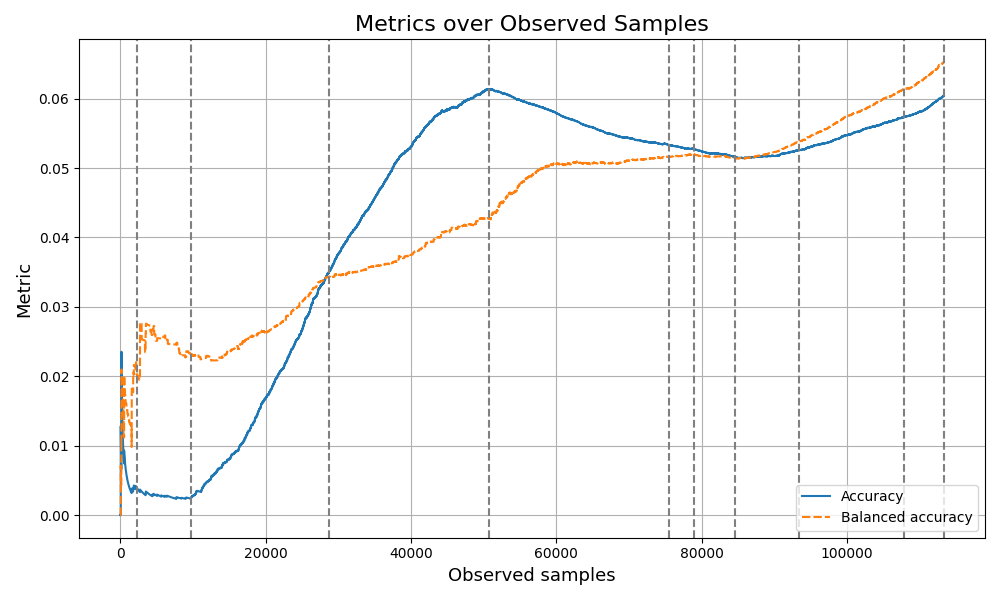 Metrics over Observed Samples
Metric
0.06
0.05
0.04
0.03
0.02
0.01
0.00
Accuracy
Balanced accuracy
0 20000 40000 60000 80000 100000
Observed samples